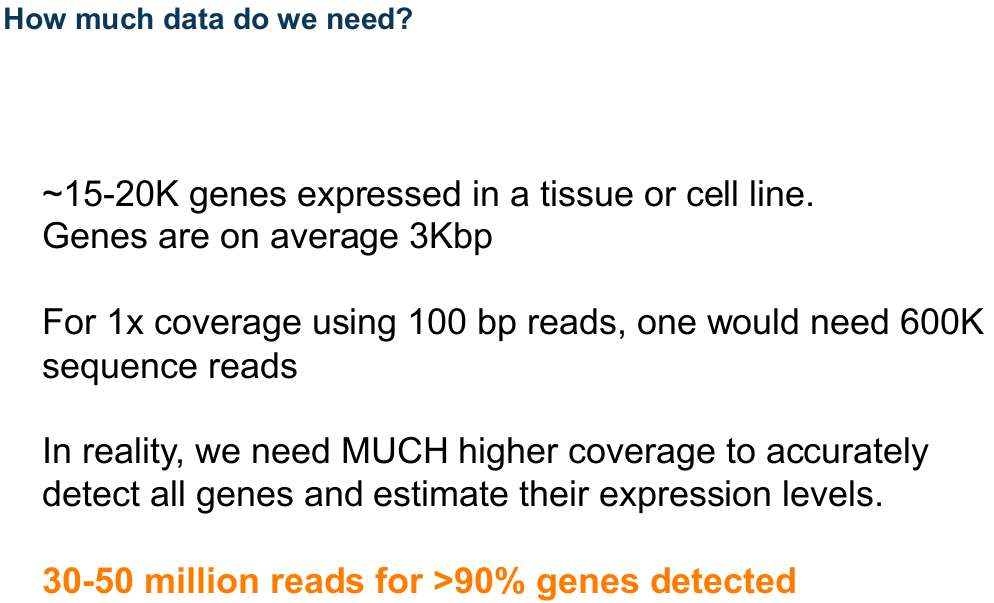 How much data do we need?
~15-20K genes expressed in a tissue or cell line.
Genes are on average 3Kbp
For 1x coverage using 100 bp reads, one would need 600K
sequence reads
In reality, we need MUCH higher coverage to accurately
detect all genes and estimate their expression levels.
30-50 million reads for >90% genes detected